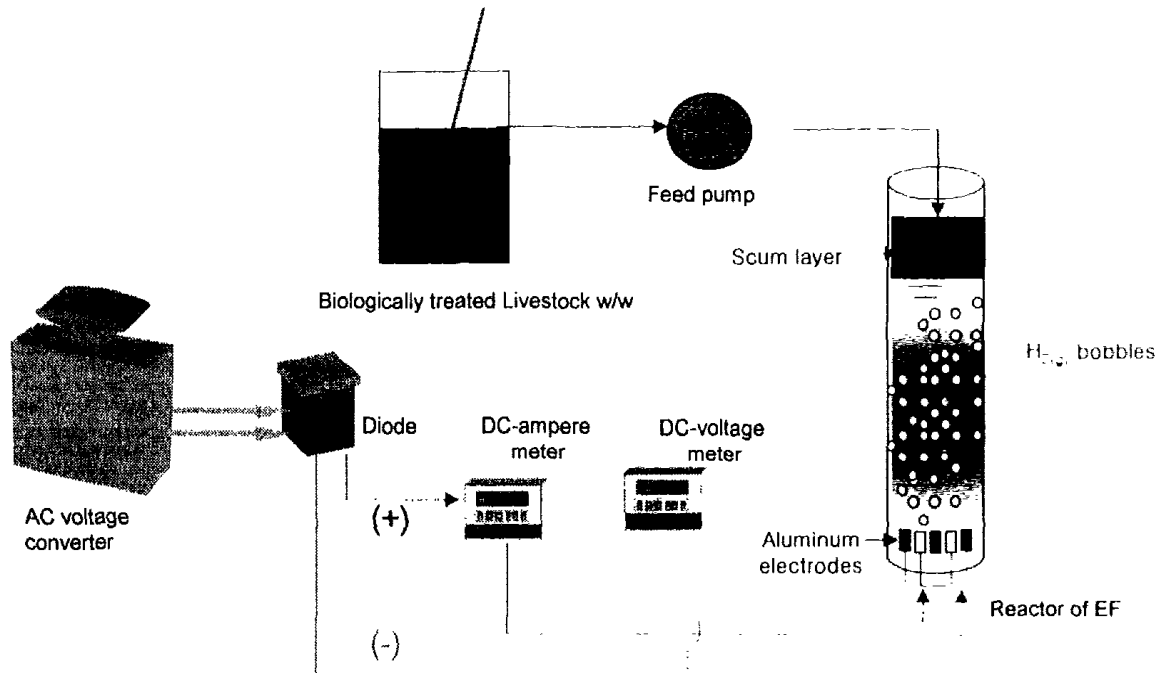 Feed pump
Scum layer
Biologically treated Livestock w/w
bobbles
Diode
DC-ampere
meter
DC-voltage
meter
(+)
AC voltage
converter
Aluminum
electrodes
Reactor of EF
(-)